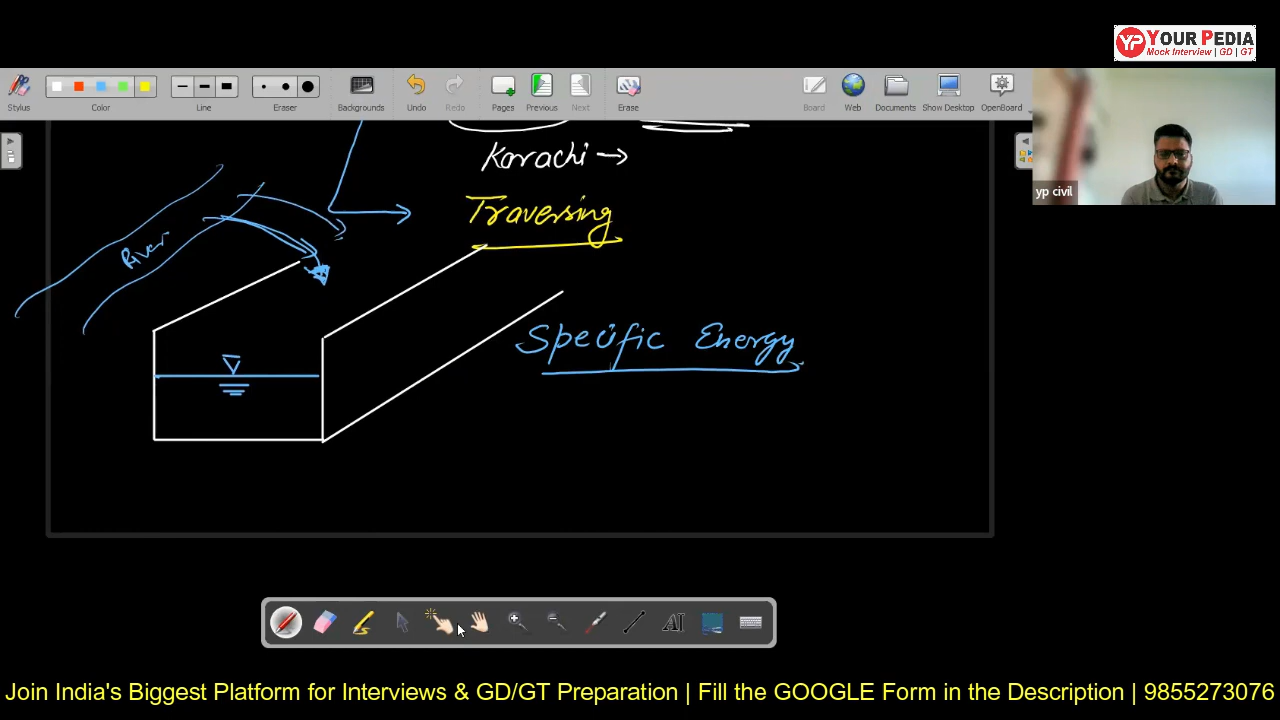 YP YOUR PEDIA
Mock Interview | GD | GT
Stylus Color Line Eraser Backgrounds Undo Redo Pages Previous Next Erase Board Web Documents Show Desktop OpenBoard
Karachi →
yp civil
Traversing
River
Specific Energy
AI
Join India's Biggest Platform for Interviews & GD/GT Preparation | Fill the GOOGLE Form in the Description | 9855273076